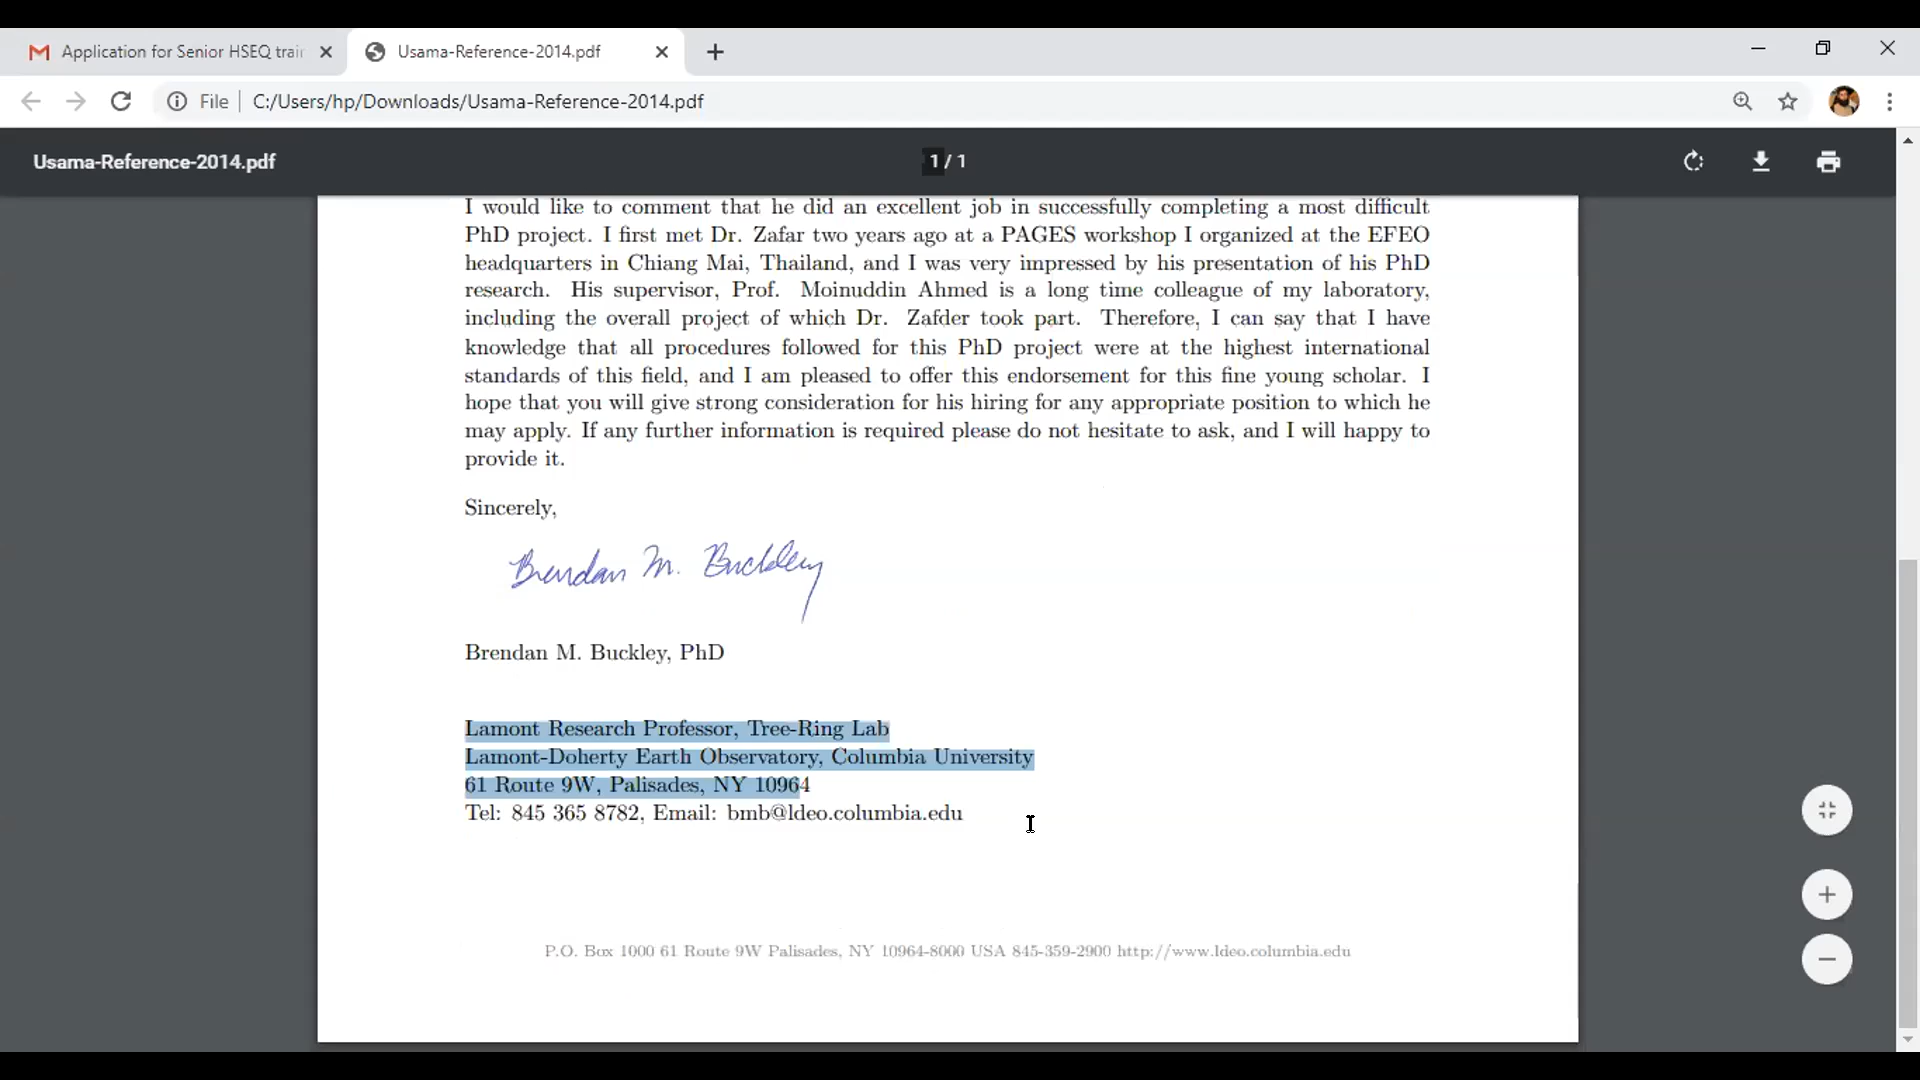 Application for Senior HSEQ trai
Usama-Reference-2014.pdf
File
C:/Users/hp/Downloads/Usama-Reference-2014.pdf
Usama-Reference-2014.pdf
1 / 1
I would like to comment that he did an excellent job in successfully completing a most difficult
PhD project. I first met Dr. Zafar two years ago at a PAGES workshop I organized at the EFEO
headquarters in Chiang Mai, Thailand, and I was very impressed by his presentation of his PhD
research. His supervisor, Prof. Moinuddin Ahmed is a long time colleague of my laboratory,
including the overall project of which Dr. Zafder took part. Therefore, I can say that I have
knowledge that all procedures followed for this PhD project were at the highest international
standards of this field, and I am pleased to offer this endorsement for this fine young scholar. I
hope that you will give strong consideration for his hiring for any appropriate position to which he
may apply. If any further information is required please do not hesitate to ask, and I will happy to
provide it.
Sincerely,
Brendan M. Buckley
Brendan M. Buckley, PhD
Lamont Research Professor, Tree-Ring Lab
Lamont-Doherty Earth Observatory, Columbia University
61 Route 9W, Palisades, NY 10964
Tel: 845 365 8782, Email: bmb@ldeo.columbia.edu
P.O. Box 1000 61 Route 9W Palisades, NY 10964-8000 USA 845-359-2900 http://www.ldeo.columbia.edu